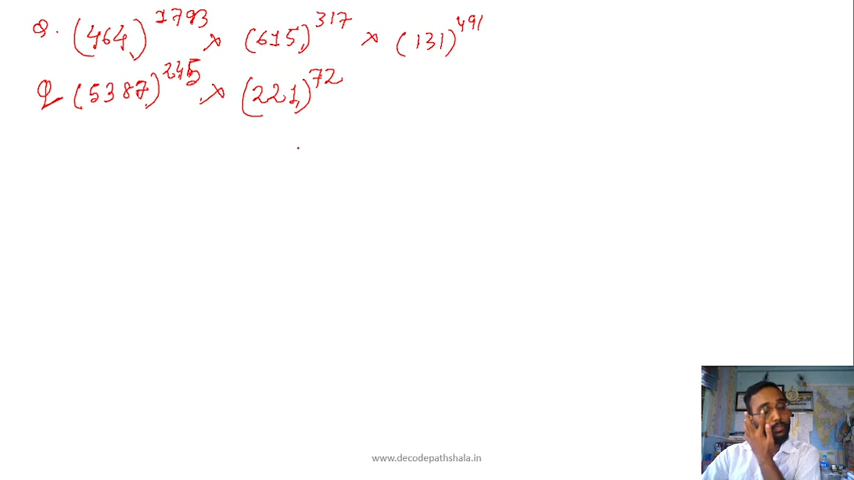 Q. (464)^1793 × (615)^317 × (131)^491
Q (5387)^245 × (221)^72
www.decodepathshala.in